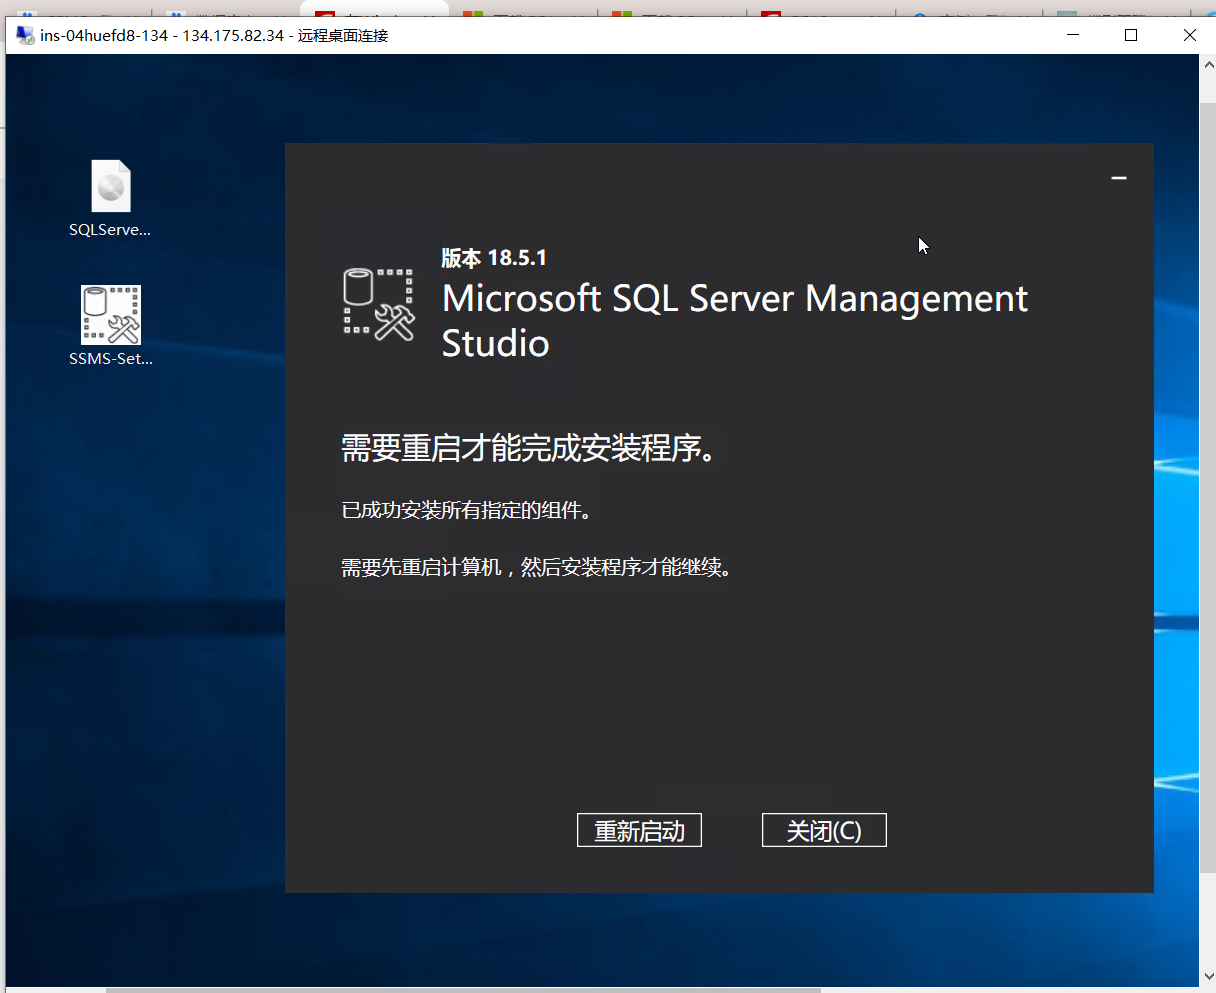 ins-04huefd8-134 - 134.175.82.34 - 远程桌面连接
SQLServe...
SSMS-Set...
版本 18.5.1
Microsoft SQL Server Management
Studio
需要重启才能完成安装程序。
已成功安装所有指定的组件。
需要先重启计算机，然后安装程序才能继续。
重新启动
关闭(C)